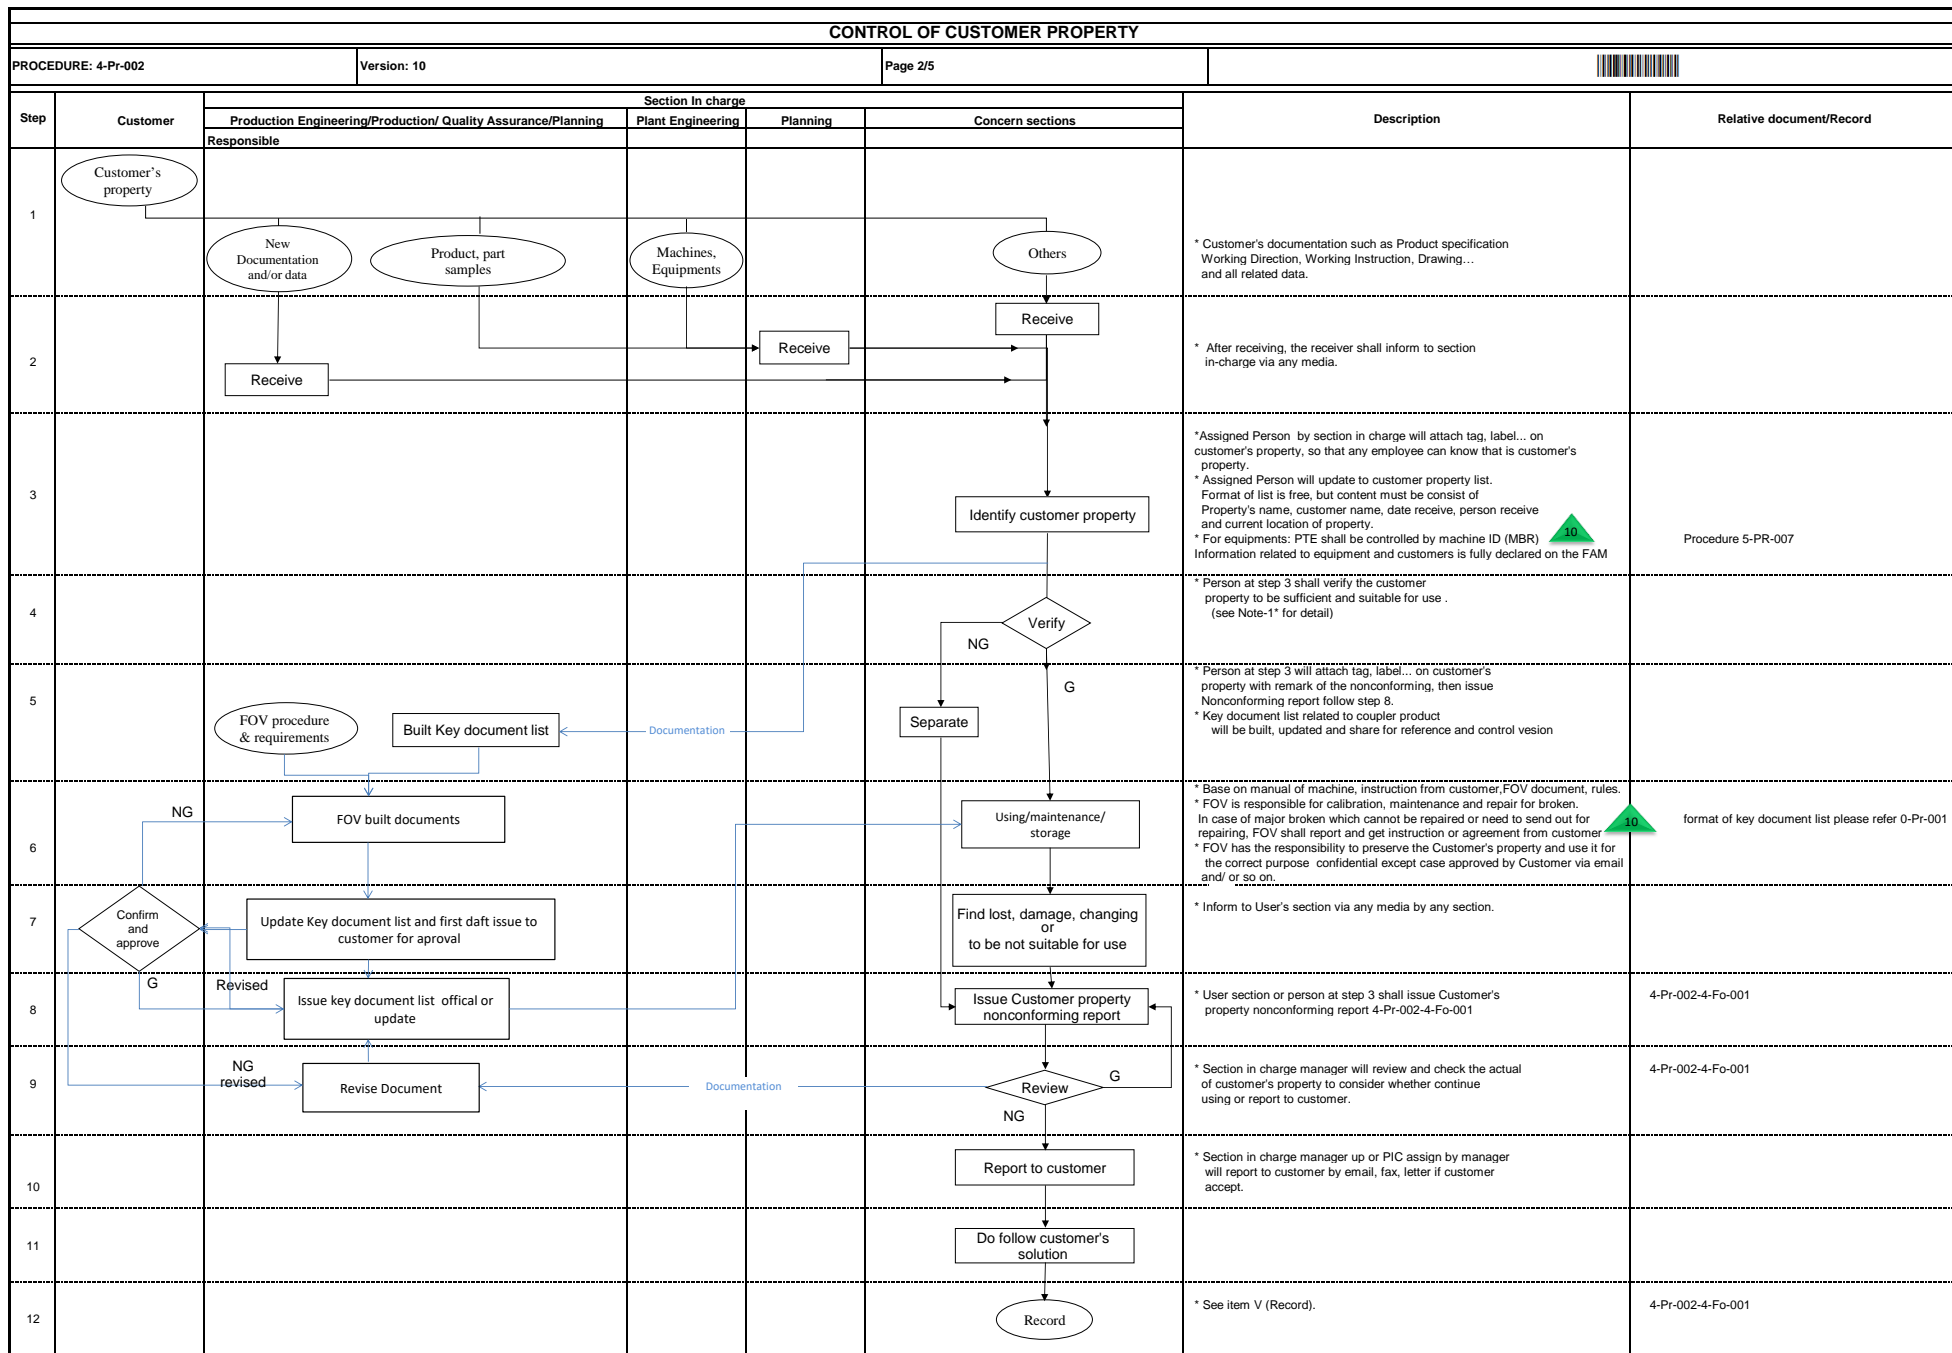 CONTROL OF CUSTOMER PROPERTY
PROCEDURE: 4-Pr-002
Version: 10
Page 2/5
Step
Customer
Section In charge
Production Engineering/Production/ Quality Assurance/Planning
Plant Engineering
Planning
Concern sections
Responsible
Description
Relative document/Record
1
Customer's
property
New
Documentation
and/or data
Product, part
samples
Machines,
Equipments
Others
* Customer's documentation such as Product specification
Working Direction, Working Instruction, Drawing…
and all related data.
2
Receive
Receive
Receive
* After receiving, the receiver shall inform to section
in-charge via any media.
3
Identify customer property
*Assigned Person by section in charge will attach tag, label... on
customer's property, so that any employee can know that is customer's
property.
* Assigned Person will update to customer property list.
Format of list is free, but content must be consist of
Property's name, customer name, date receive, person receive
and current location of property.
* For equipments: PTE shall be controlled by machine ID (MBR)
Information related to equipment and customers is fully declared on the FAM
10
Procedure 5-PR-007
4
Verify
NG
* Person at step 3 shall verify the customer
property to be sufficient and suitable for use .
(see Note-1* for detail)
5
G
FOV procedure
& requirements
Built Key document list
Documentation
Separate
* Person at step 3 will attach tag, label... on customer's
property with remark of the nonconforming, then issue
Nonconforming report follow step 8.
* Key document list related to coupler product
will be built, updated and share for reference and control vesion
6
NG
FOV built documents
Using/maintenance/
storage
* Base on manual of machine, instruction from customer,FOV document, rules.
* FOV is responsible for calibration, maintenance and repair for broken.
In case of major broken which cannot be repaired or need to send out for
repairing, FOV shall report and get instruction or agreement from customer
* FOV has the responsibility to preserve the Customer's property and use it for
the correct purpose confidential except case approved by Customer via email
and/ or so on.
10
format of key document list please refer 0-Pr-001
7
Confirm
and
approve
Update Key document list and first daft issue to
customer for aproval
Find lost, damage, changing
or
to be not suitable for use
* Inform to User's section via any media by any section.
8
G
Revised
Issue key document list offical or
update
Issue Customer property
nonconforming report
* User section or person at step 3 shall issue Customer's
property nonconforming report 4-Pr-002-4-Fo-001
4-Pr-002-4-Fo-001
9
NG
revised
Revise Document
Documentation
Review
G
NG
* Section in charge manager will review and check the actual
of customer's property to consider whether continue
using or report to customer.
4-Pr-002-4-Fo-001
10
Report to customer
* Section in charge manager up or PIC assign by manager
will report to customer by email, fax, letter if customer
accept.
11
Do follow customer's
solution
12
Record
* See item V (Record).
4-Pr-002-4-Fo-001